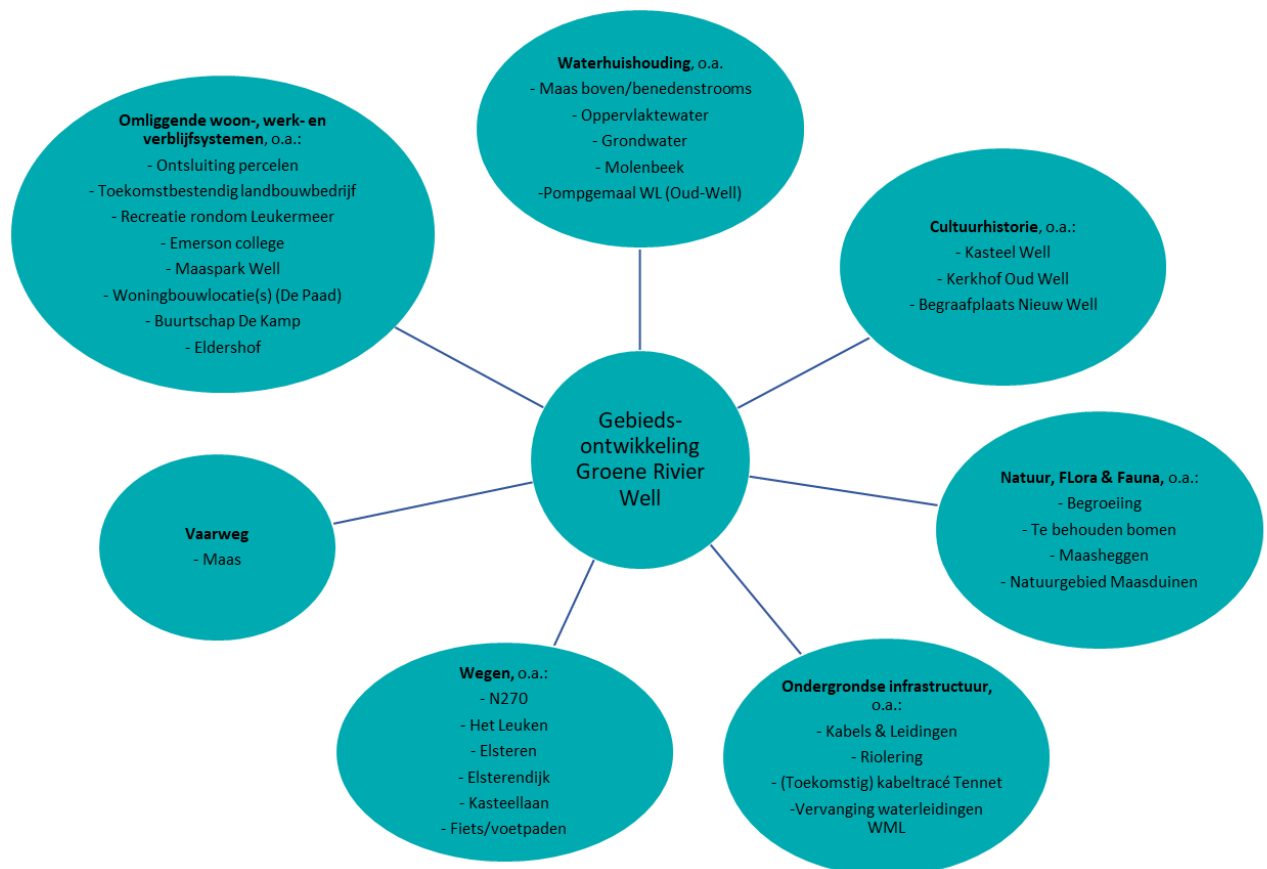 Waterhuishouding, o.a.
- Maas boven/benedenstrooms
- Oppervlaktewater
- Grondwater
- Molenbeek
-Pompgemaal WL (Oud-Well)
Omliggende woon-, werk- en
verblijfsystemen, o.a.:
- Ontsluiting percelen
- Toekomstbestendig landbouwbedrijf
- Recreatie rondom Leukermeer
- Emerson college
- Maaspark Well
- Woningbouwlocatie(s) (De Paad)
- Buurtschap De Kamp
- Eldershof
Cultuurhistorie, o.a.:
- Kasteel Well
- Kerkhof Oud Well
- Begraafplats Nieuw Well
Gebieds-
ontwikkeling
Groene Rivier
Well
Natuur, FLora & Fauna, o.a.:
- Begroeiing
- Te behouden bomen
- Maasheggen
- Natuurgebied Maasduinen
Vaarweg
- Maas
Wegen, o.a.:
- N270
- Het Leuken
- Elsteren
- Elsterendijk
- Kasteellaan
- Fiets/voetpaden
Ondergrondse infrastructuur,
o.a.:
- Kabels & Leidingen
- Riolering
- (Toekomstig) kabeltracé Tennet
-Vervanging waterleidingen
WML